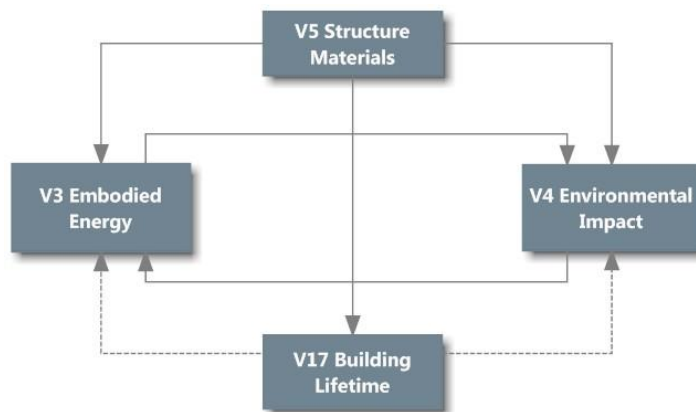 V5 Structure
Materials
V3 Embodied
Energy
V4 Environmental
Impact
V17 Building
Lifetime